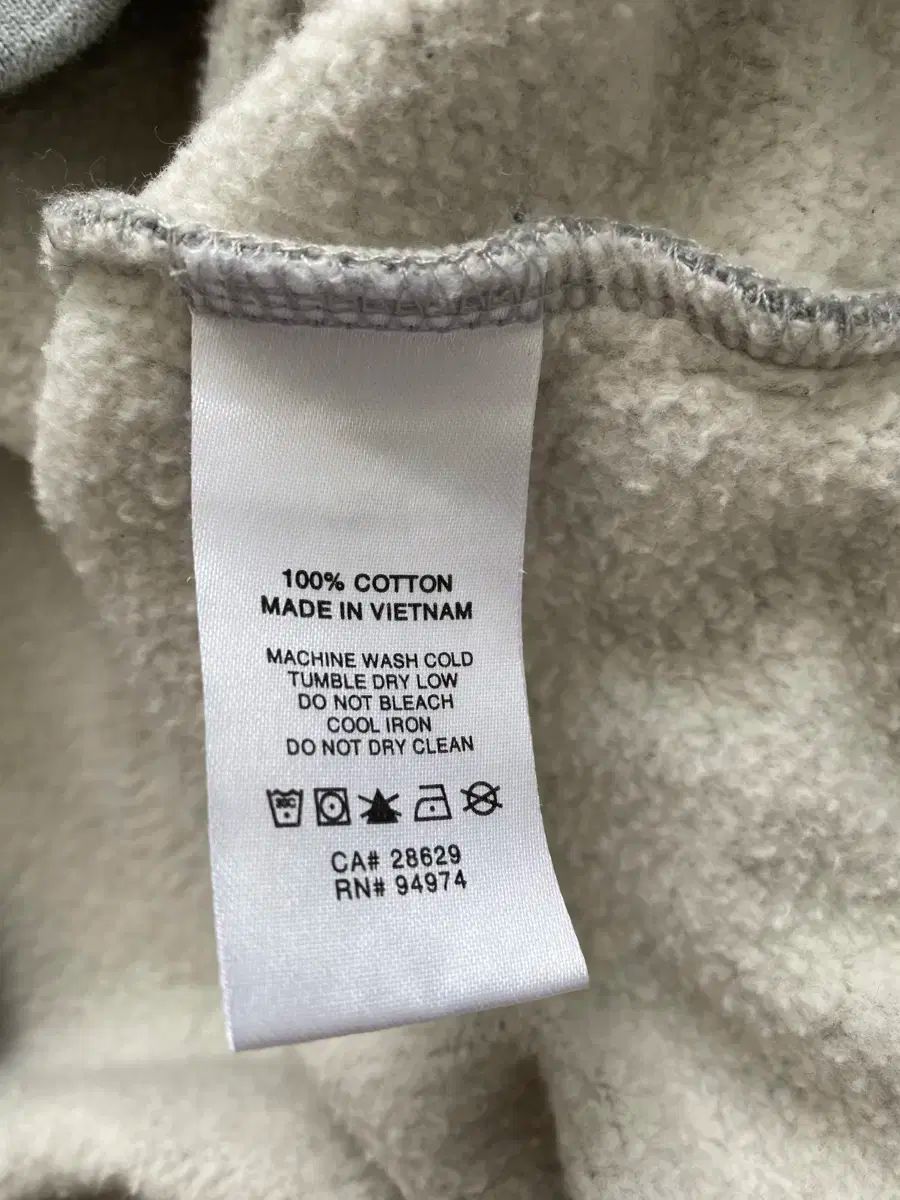 100% COTTON
MADE IN VIETNAM
MACHINE WASH COLD
TUMBLE DRY LOW
DO NOT BLEACH
COOL IRON
DO NOT DRY CLEAN
30C
CA# 28629
RN# 94974